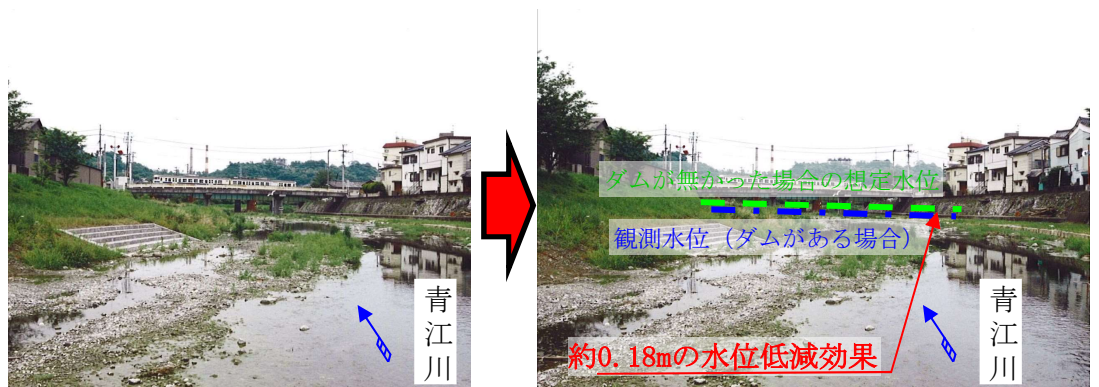 青江川
ダムが無かった場合の想定水位
観測水位（ダムがある場合）
青江川
約0.18mの水位低減効果